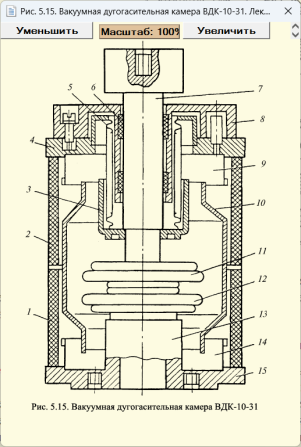 Рис. 5.15. Вакуумная дугогасительная камера ВДК-10-31. Лек...
Уменьшить Масштаб: 100% Увеличить
5 6 7
4 8
9
3 10
2 11
12
1 13
14
15
Рис. 5.15. Вакуумная дугогасительная камера ВДК-10-31